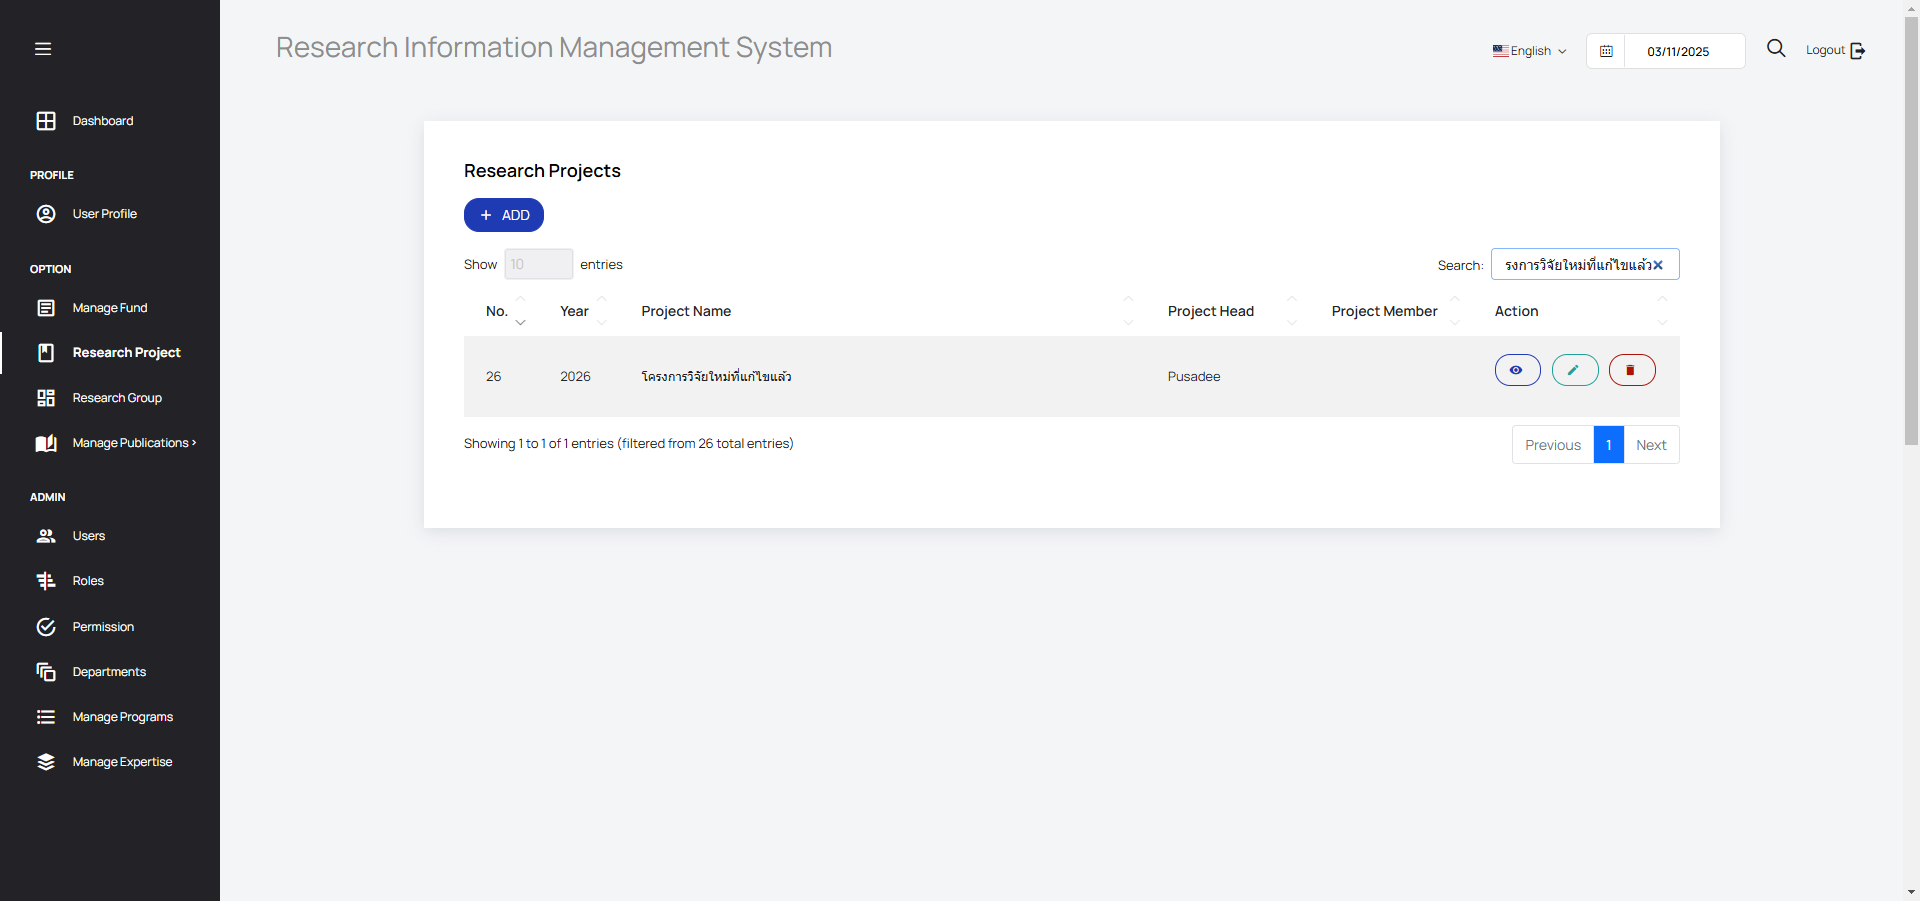 Research Information Management System
English
03/11/2025
Logout
Dashboard
PROFILE
User Profile
OPTION
Manage Fund
Research Project
Research Group
Manage Publications
ADMIN
Users
Roles
Permission
Departments
Manage Programs
Manage Expertise
Research Projects
+ ADD
Show 10 entries
Search: รงการวิจัยใหม่ที่แก้ไขแล้ว
No. Year Project Name Project Head Project Member Action
26 2026 โครงการวิจัยใหม่ที่แก้ไขแล้ว Pusadee
Showing 1 to 1 of 1 entries (filtered from 26 total entries)
Previous 1 Next